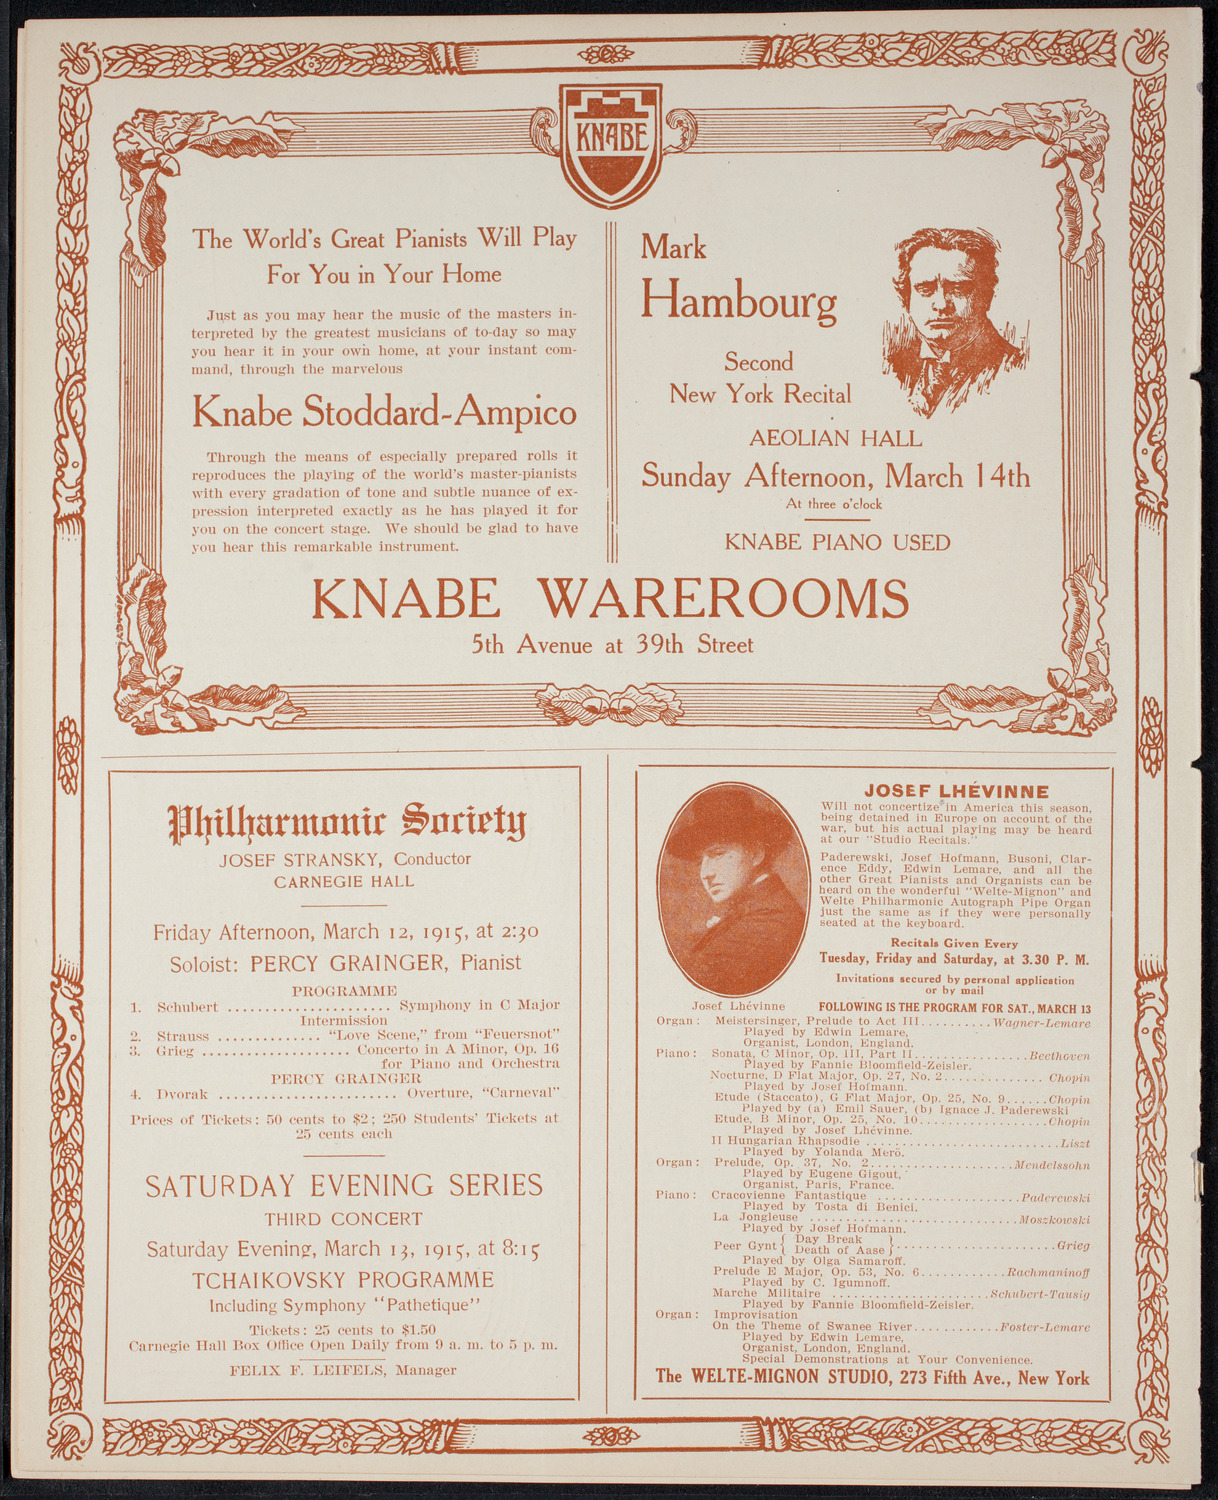 KNABE
The World's Great Pianists Will Play
For You in Your Home
Just as you may hear the music of the masters in-
terpreted by the greatest musicians of to-day so may
you hear it in your own home, at your instant com-
mand, through the marvelous
Knabe Stoddard-Ampico
Through the means of especially prepared rolls it
reproduces the playing of the world's master-pianists
with every gradation of tone and subtle nuance of ex-
pression interpreted exactly as he has played it for
you on the concert stage. We should be glad to have
you hear this remarkable instrument.
Mark
Hambourg
Second
New York Recital
AEOLIAN HALL
Sunday Afternoon, March 14th
At three o'clock
KNABE PIANO USED
KNABE WAREROOMS
5th Avenue at 39th Street
Philharmonic Society
JOSEF STRANSKY, Conductor
CARNEGIE HALL
Friday Afternoon, March 12, 1915, at 2:30
Soloist: PERCY GRAINGER, Pianist
PROGRAMME
1. Schubert ...................... Symphony in C Major
Intermission
2. Strauss .............. "Love Scene," from "Feuersnot"
3. Grieg .................... Concerto in A Minor, Op. 16
for Piano and Orchestra
PERCY GRAINGER
4. Dvorak ........................ Overture, "Carneval"
Prices of Tickets: 50 cents to $2; 250 Students' Tickets at
25 cents each
SATURDAY EVENING SERIES
THIRD CONCERT
Saturday Evening, March 13, 1915, at 8:15
TCHAIKOVSKY PROGRAMME
Including Symphony "Pathetique"
Tickets: 25 cents to $1.50
Carnegie Hall Box Office Open Daily from 9 a. m. to 5 p. m.
FELIX F. LEIFELS, Manager
JOSEF LHÉVINNE
Will not concertize in America this season,
being detained in Europe on account of the
war, but his actual playing may be heard
at our "Studio Recitals."
Paderewski, Josef Hofmann, Busoni, Clar-
ence Eddy, Edwin Lemare, and all the
other Great Pianists and Organists can be
heard on the wonderful "Welte-Mignon" and
Welte Philharmonic Autograph Pipe Organ
just the same as if they were personally
seated at the keyboard.
Recitals Given Every
Tuesday, Friday and Saturday, at 3.30 P. M.
Invitations secured by personal application
or by mail
Josef Lhévinne
FOLLOWING IS THE PROGRAM FOR SAT., MARCH 13
Organ: Meistersinger, Prelude to Act III..........Wagner-Lemare
Played by Edwin Lemare,
Organist, London, England.
Piano: Sonata, C Minor, Op. III, Part II................Beethoven
Played by Fannie Bloomfield-Zeisler.
Nocturne, D Flat Major, Op. 27, No. 2.............. Chopin
Played by Josef Hofmann.
Etude (Staccato), G Flat Major, Op. 25, No. 9......Chopin
Played by (a) Emil Sauer, (b) Ignace J. Paderewski
Etude, B Minor, Op. 25, No. 10..................Chopin
Played by Josef Lhévinne.
II Hungarian Rhapsodie ............................Liszt
Played by Yolanda Merö.
Organ: Prelude, Op. 37, No. 2.....................Mendelssohn
Played by Eugene Gigout,
Organist, Paris, France.
Piano: Cracovienne Fantastique .....................Paderewski
Played by Tosta di Benici.
La Jongleuse ..............................Moszkowski
Played by Josef Hofmann.
Peer Gynt { Day Break
Death of Aase }........................Grieg
Played by Olga Samaroff.
Prelude E Major, Op. 53, No. 6............Rachmaninoff
Played by C. Igumnoff.
Marche Militaire .......................Schubert-Tausig
Played by Fannie Bloomfield-Zeisler.
Organ: Improvisation
On the Theme of Swanee River............Foster-Lemare
Played by Edwin Lemare,
Organist, London, England.
Special Demonstrations at Your Convenience.
The WELTE-MIGNON STUDIO, 273 Fifth Ave., New York